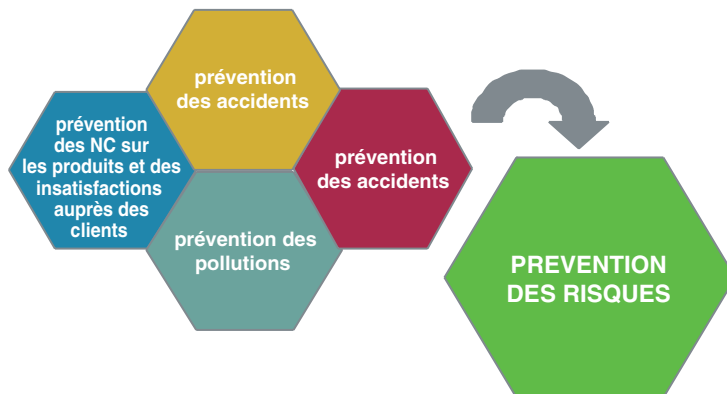 prévention
des accidents
prévention
des NC sur
les produits et des
insatisfactions
auprès des
clients
prévention
des accidents
prévention des
pollutions
PREVENTION
DES RISQUES